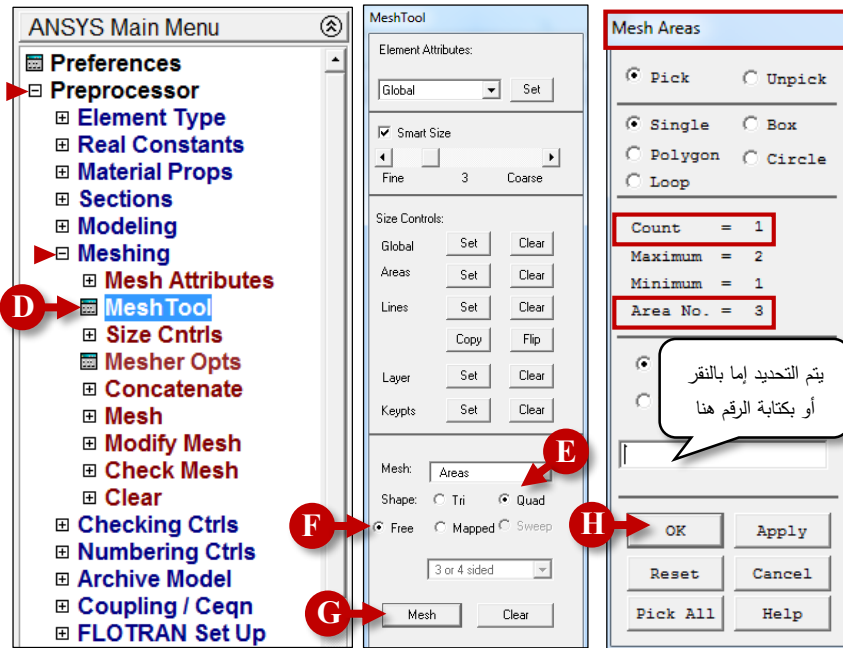 ANSYS Main Menu
Preferences
Preprocessor
Element Type
Real Constants
Material Props
Sections
Modeling
Meshing
Mesh Attributes
D
MeshTool
Size Cntrls
Mesher Opts
Concatenate
Mesh
Modify Mesh
Check Mesh
Clear
Checking Ctrls
Numbering Ctrls
Archive Model
Coupling / Ceqn
FLOTRAN Set Up
MeshTool
Element Attributes:
Global Set
Smart Size
Fine 3 Coarse
Size Controls:
Global Set Clear
Areas Set Clear
Lines Set Clear
Copy Flip
Layer Set Clear
Keypts Set Clear
E
Mesh: Areas
Shape: Tri Quad
F Free Mapped Sweep
3 or 4 sided
G Mesh Clear
Mesh Areas
Pick Unpick
Single Box
Polygon Circle
Loop
Count = 1
Maximum = 2
Minimum = 1
Area No. = 3
يتم التحديد إما بالنقر
أو بكتابة الرقم هنا
H OK Apply
Reset Cancel
Pick All Help